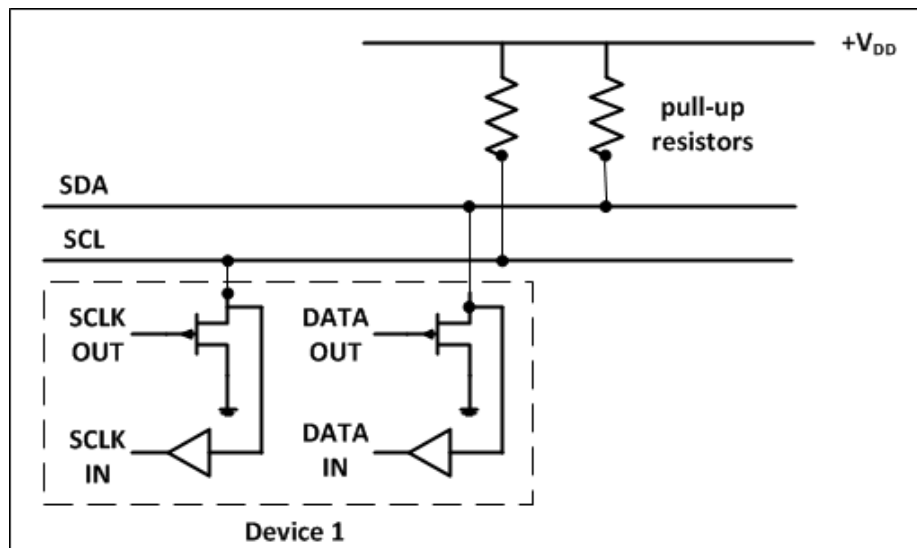 +VDD
pull-up
resistors
SDA
SCL
SCLK
OUT
DATA
OUT
SCLK
IN
DATA
IN
Device 1